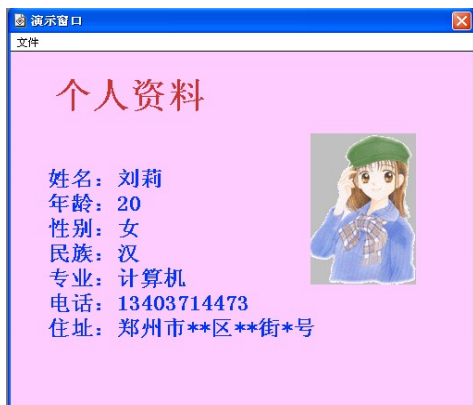 演示窗口
文件
个人资料
姓名：刘莉
年龄：20
性别：女
民族：汉
专业：计算机
电话：13403714473
住址：郑州市**区**街*号